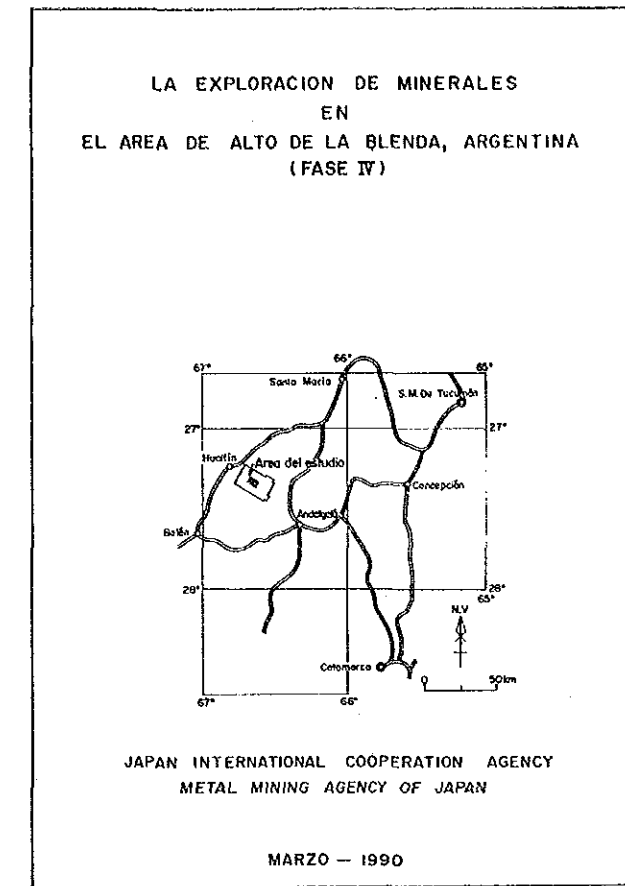 LA EXPLORACION DE MINERALES
EN
EL AREA DE ALTO DE LA BLENDA, ARGENTINA
(FASE IV)
67°
66°
65°
Santa María
S.M. De Tucumán
27°
27°
Hualfín
Area del estudio
Concepción
Andalgalá
Belén
28°
28°
65°
N.V
Catamarca
0
50km
67°
66°
JAPAN INTERNATIONAL COOPERATION AGENCY
METAL MINING AGENCY OF JAPAN
MARZO — 1990